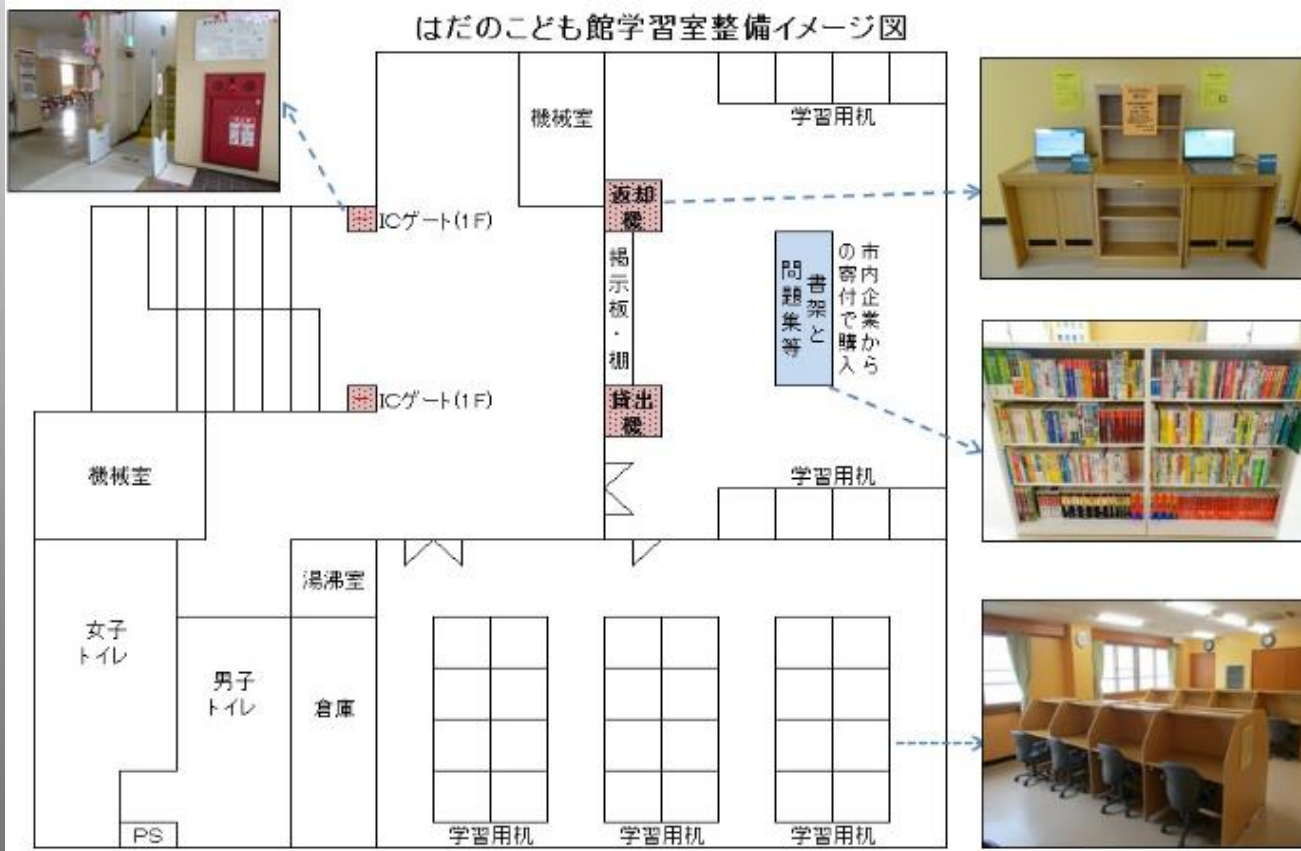 はだのこども館学習室整備イメージ図
機械室
学習用机
返却
機
ICゲート(1F)
掲示板・棚
書架と
問題集等
市内企業から
の寄付で購入
ICゲート(1F)
貸出
機
機械室
学習用机
湯沸室
女子
トイレ
男子
トイレ
倉庫
PS
学習用机
学習用机
学習用机